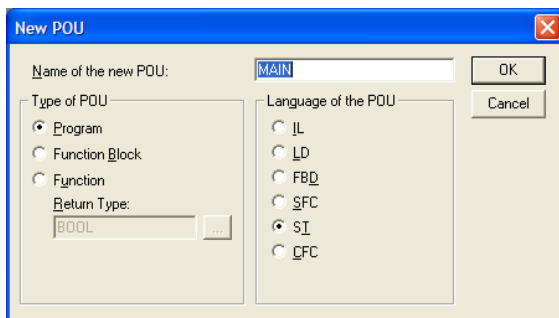 New POU
Name of the new POU:
MAIN
OK
Cancel
Type of POU
Program
Function Block
Function
Return Type:
BOOL
...
Language of the POU
IL
LD
FBD
SFC
ST
CFC